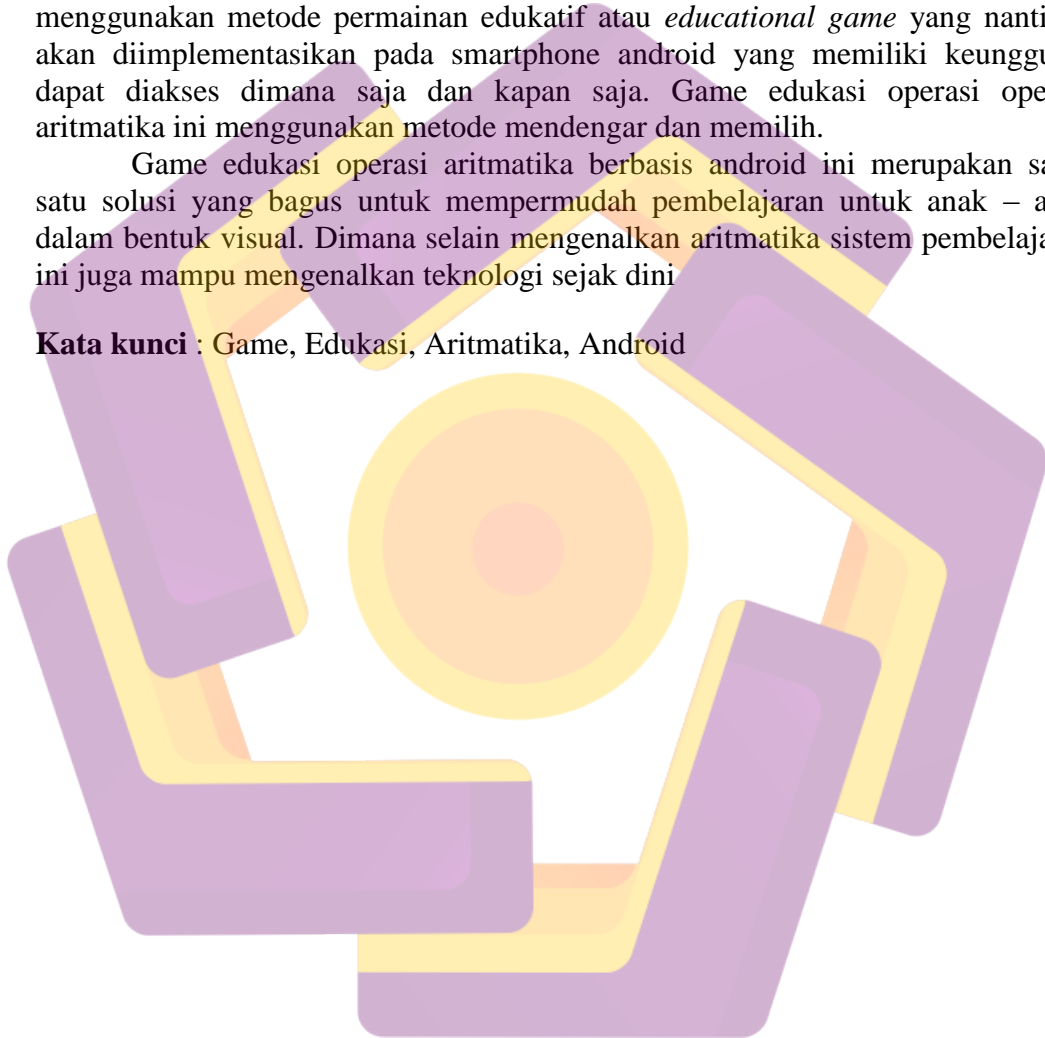 menggunakan metode permainan edukatif atau educational game yang nanti
akan diimplementasikan pada smartphone android yang memiliki keunggu
dapat diakses dimana saja dan kapan saja. Game edukasi operasi ope
aritmatika ini menggunakan metode mendengar dan memilih.
Game edukasi operasi aritmatika berbasis android ini merupakan sa
satu solusi yang bagus untuk mempermudah pembelajaran untuk anak – a
dalam bentuk visual. Dimana selain mengenalkan aritmatika sistem pembelaja
ini juga mampu mengenalkan teknologi sejak dini
Kata kunci : Game, Edukasi, Aritmatika, Android